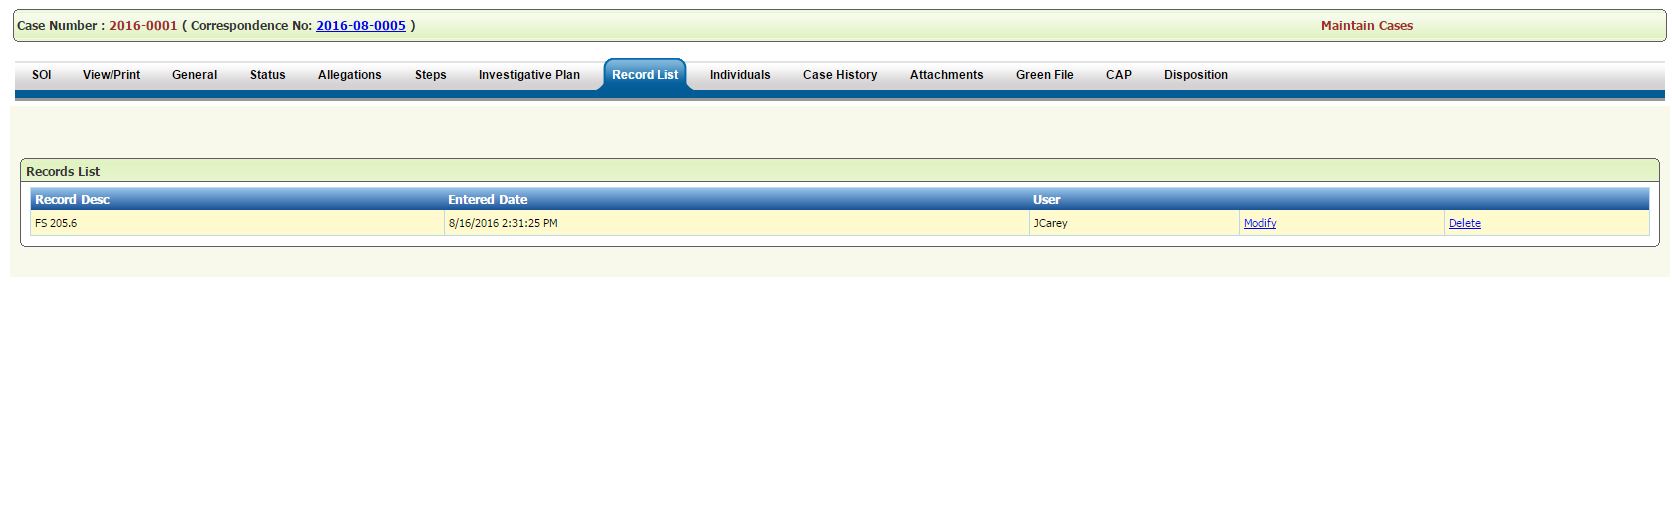 Case Number : 2016-0001 ( Correspondence No: 2016-08-0005 ) Maintain Cases
SOI View/Print General Status Allegations Steps Investigative Plan Record List Individuals Case History Attachments Green File CAP Disposition
Records List
Record Desc Entered Date User
FS 205.6 8/16/2016 2:31:25 PM JCarey Modify Delete